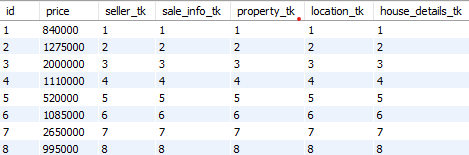 id price seller_tk sale_info_tk property_tk location_tk house_details_tk
1 840000 1 1 1 1 1
2 1275000 2 2 2 2 2
3 2000000 3 3 3 3 3
4 1110000 4 4 4 4 4
5 520000 5 5 5 5 5
6 1085000 6 6 6 6 6
7 2650000 7 7 7 7 7
8 995000 8 8 8 8 8